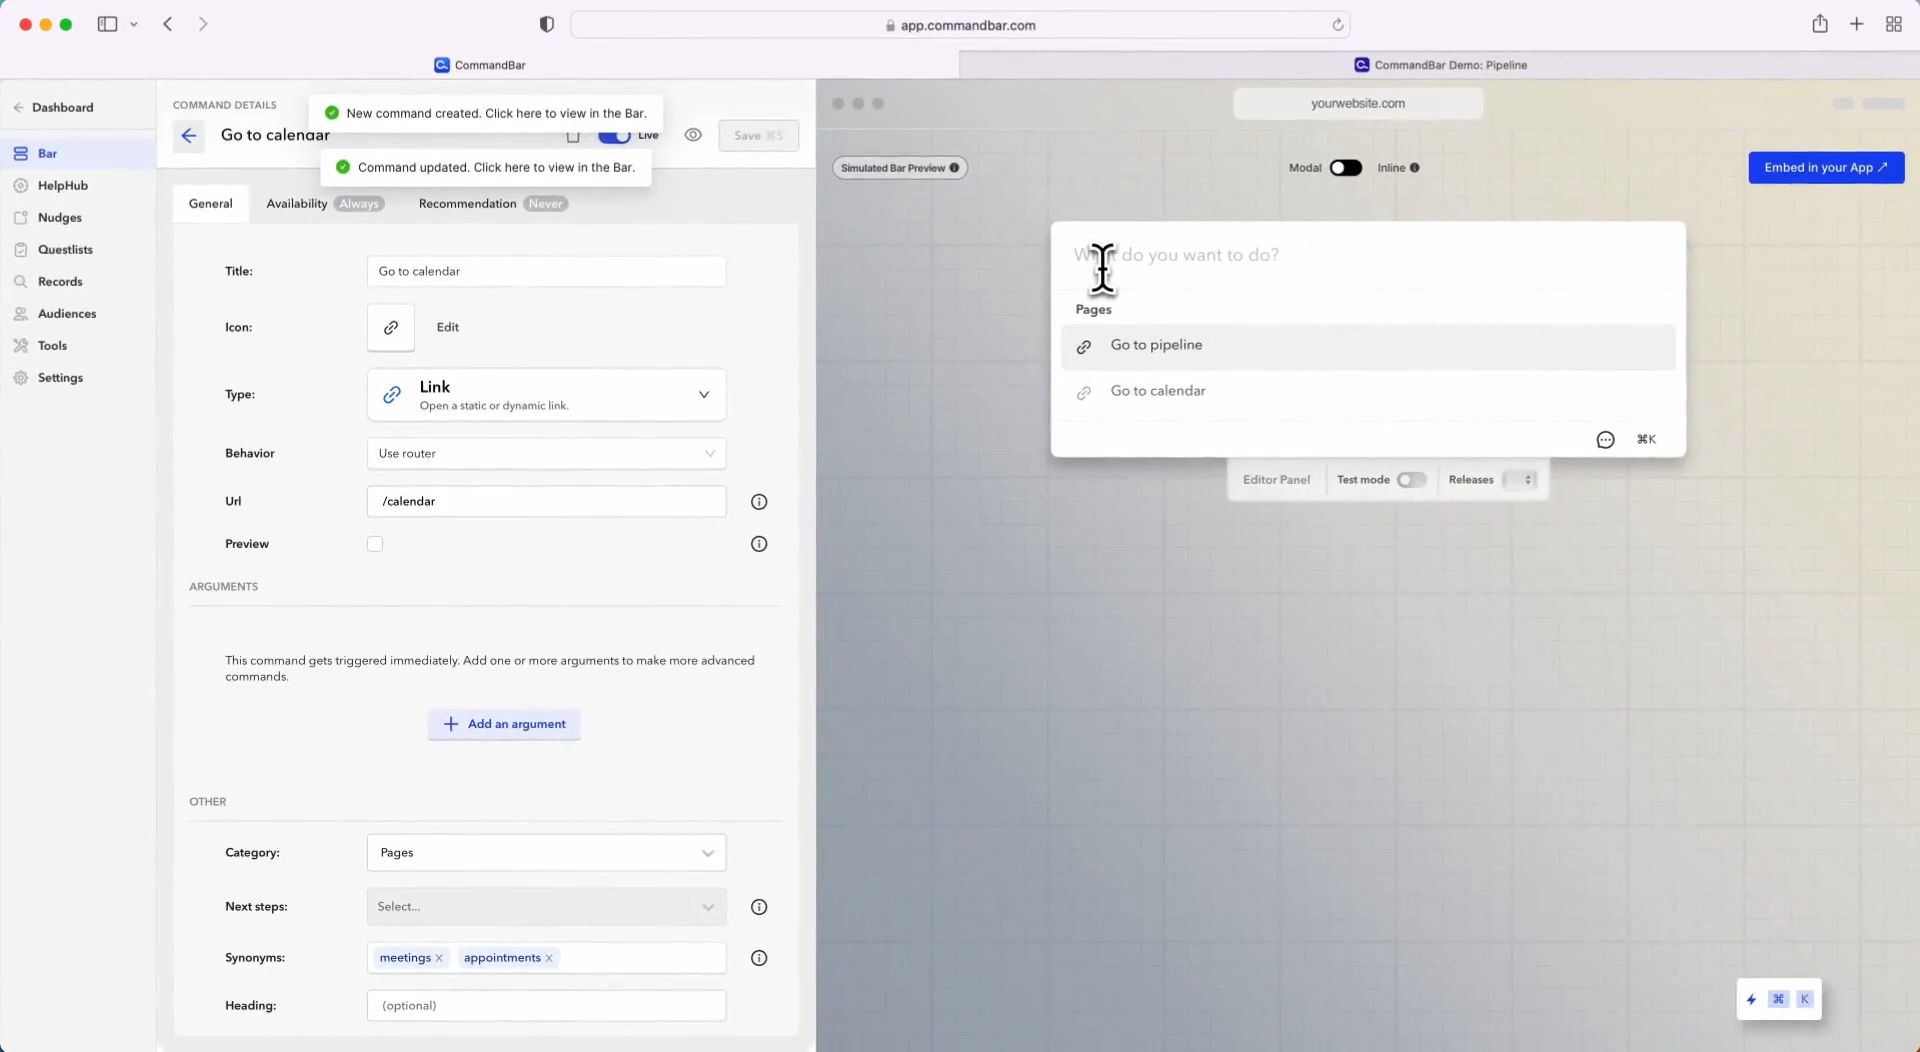 app.commandbar.com
CommandBar
CommandBar Demo: Pipeline
Dashboard
Bar
HelpHub
Nudges
Questlists
Records
Audiences
Tools
Settings
COMMAND DETAILS
New command created. Click here to view in the Bar.
Go to calendar
Live
Save ⌘S
Command updated. Click here to view in the Bar.
General
Availability Always
Recommendation Never
Title:
Go to calendar
Icon:
Edit
Type:
Link
Open a static or dynamic link.
Behavior
Use router
Url
/calendar
Preview
ARGUMENTS
This command gets triggered immediately. Add one or more arguments to make more advanced
commands.
Add an argument
OTHER
Category:
Pages
Next steps:
Select...
Synonyms:
meetings × appointments ×
Heading:
(optional)
yourwebsite.com
Simulated Bar Preview
Modal
Inline
Embed in your App ↗
What do you want to do?
Pages
Go to pipeline
Go to calendar
⌘K
Editor Panel
Test mode
Releases
⌘ K